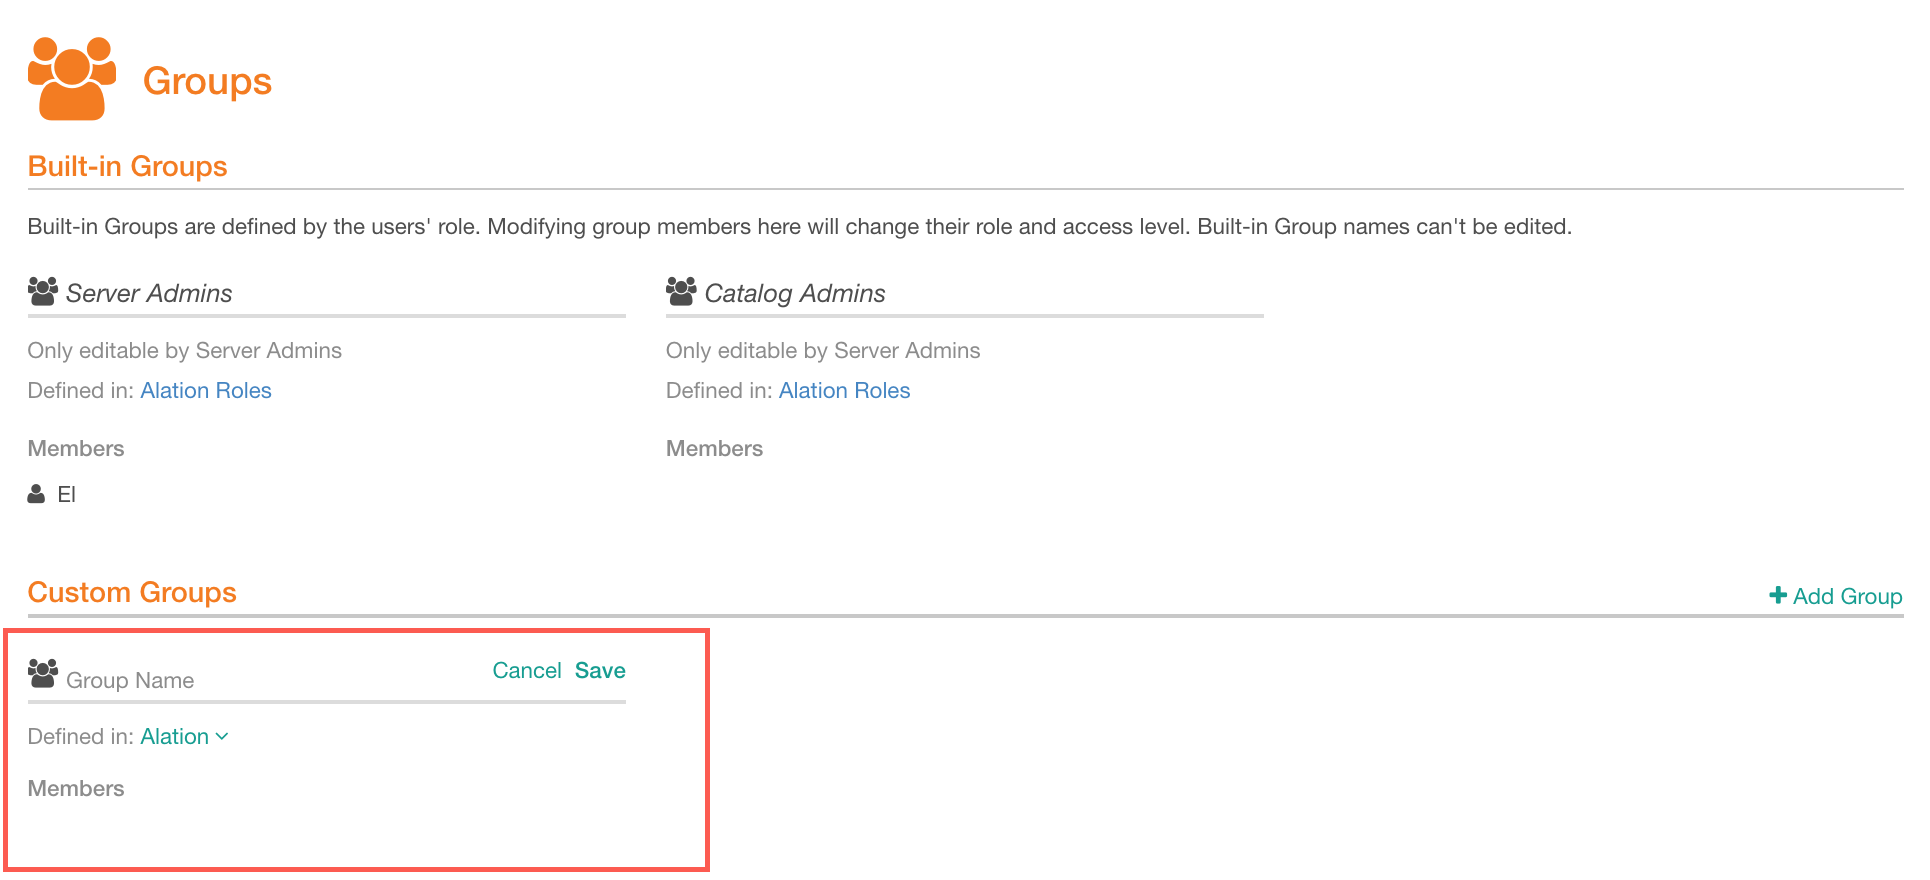 Groups
Built-in Groups
Built-in Groups are defined by the users' role. Modifying group members here will change their role and access level. Built-in Group names can't be edited.
Server Admins
Only editable by Server Admins
Defined in: Alation Roles
Members
El
Catalog Admins
Only editable by Server Admins
Defined in: Alation Roles
Members
Custom Groups
Add Group
Group Name
Cancel Save
Defined in: Alation
Members